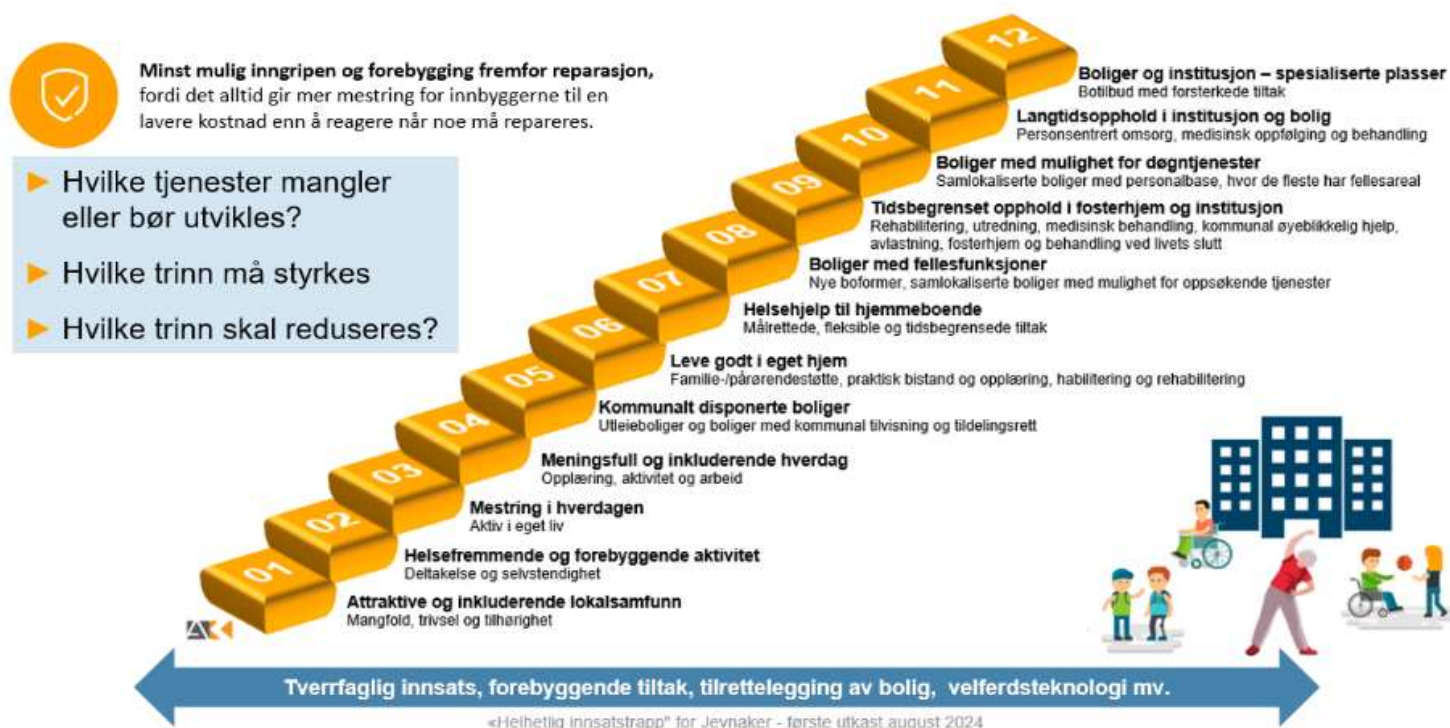 Minst mulig inngripen og forebygging fremfor reparasjon,
fordi det alltid gir mer mestring for innbyggerne til en
lavere kostnad enn å reagere når noe må repareres.
Hvilke tjenester mangler
eller bør utvikles?
Hvilke trinn må styrkes
Hvilke trinn skal reduseres?
12
Boliger og institusjon – spesialiserte plasser
Botilbud med forsterkede tiltak
11
Langtidsopphold i institusjon og bolig
Personsentrert omsorg, medisinsk oppfølging og behandling
10
Boliger med mulighet for døgntjenester
Samlokaliserte boliger med personalbase, hvor de fleste har fellesareal
09
Tidsbegrenset opphold i fosterhjem og institusjon
Rehabilitering, utredning, medisinsk behandling, kommunal øyeblikkelig hjelp,
avlastning, fosterhjem og behandling ved livets slutt
08
Boliger med fellesfunksjoner
Nye boformer, samlokaliserte boliger med mulighet for oppsøkende tjenester
07
Helsehjelp til hjemmeboende
Målrettede, fleksible og tidsbegrensede tiltak
06
Leve godt i eget hjem
Familie-/pårørendestøtte, praktisk bistand og opplæring, habilitering og rehabilitering
05
Kommunalt disponerte boliger
Utleieboliger og boliger med kommunal tilvisning og tildelingsrett
04
Meningsfull og inkluderende hverdag
Opplæring, aktivitet og arbeid
03
Mestring i hverdagen
Aktiv i eget liv
02
Helsefremmende og forebyggende aktivitet
Deltakelse og selvstendighet
01
Attraktive og inkluderende lokalsamfunn
Mangfold, trivsel og tilhørighet
Tverrfaglig innsats, forebyggende tiltak, tilrettelegging av bolig, velferdsteknologi mv.
«Helhetlig innsatstrapp" for Jevnaker - første utkast august 2024